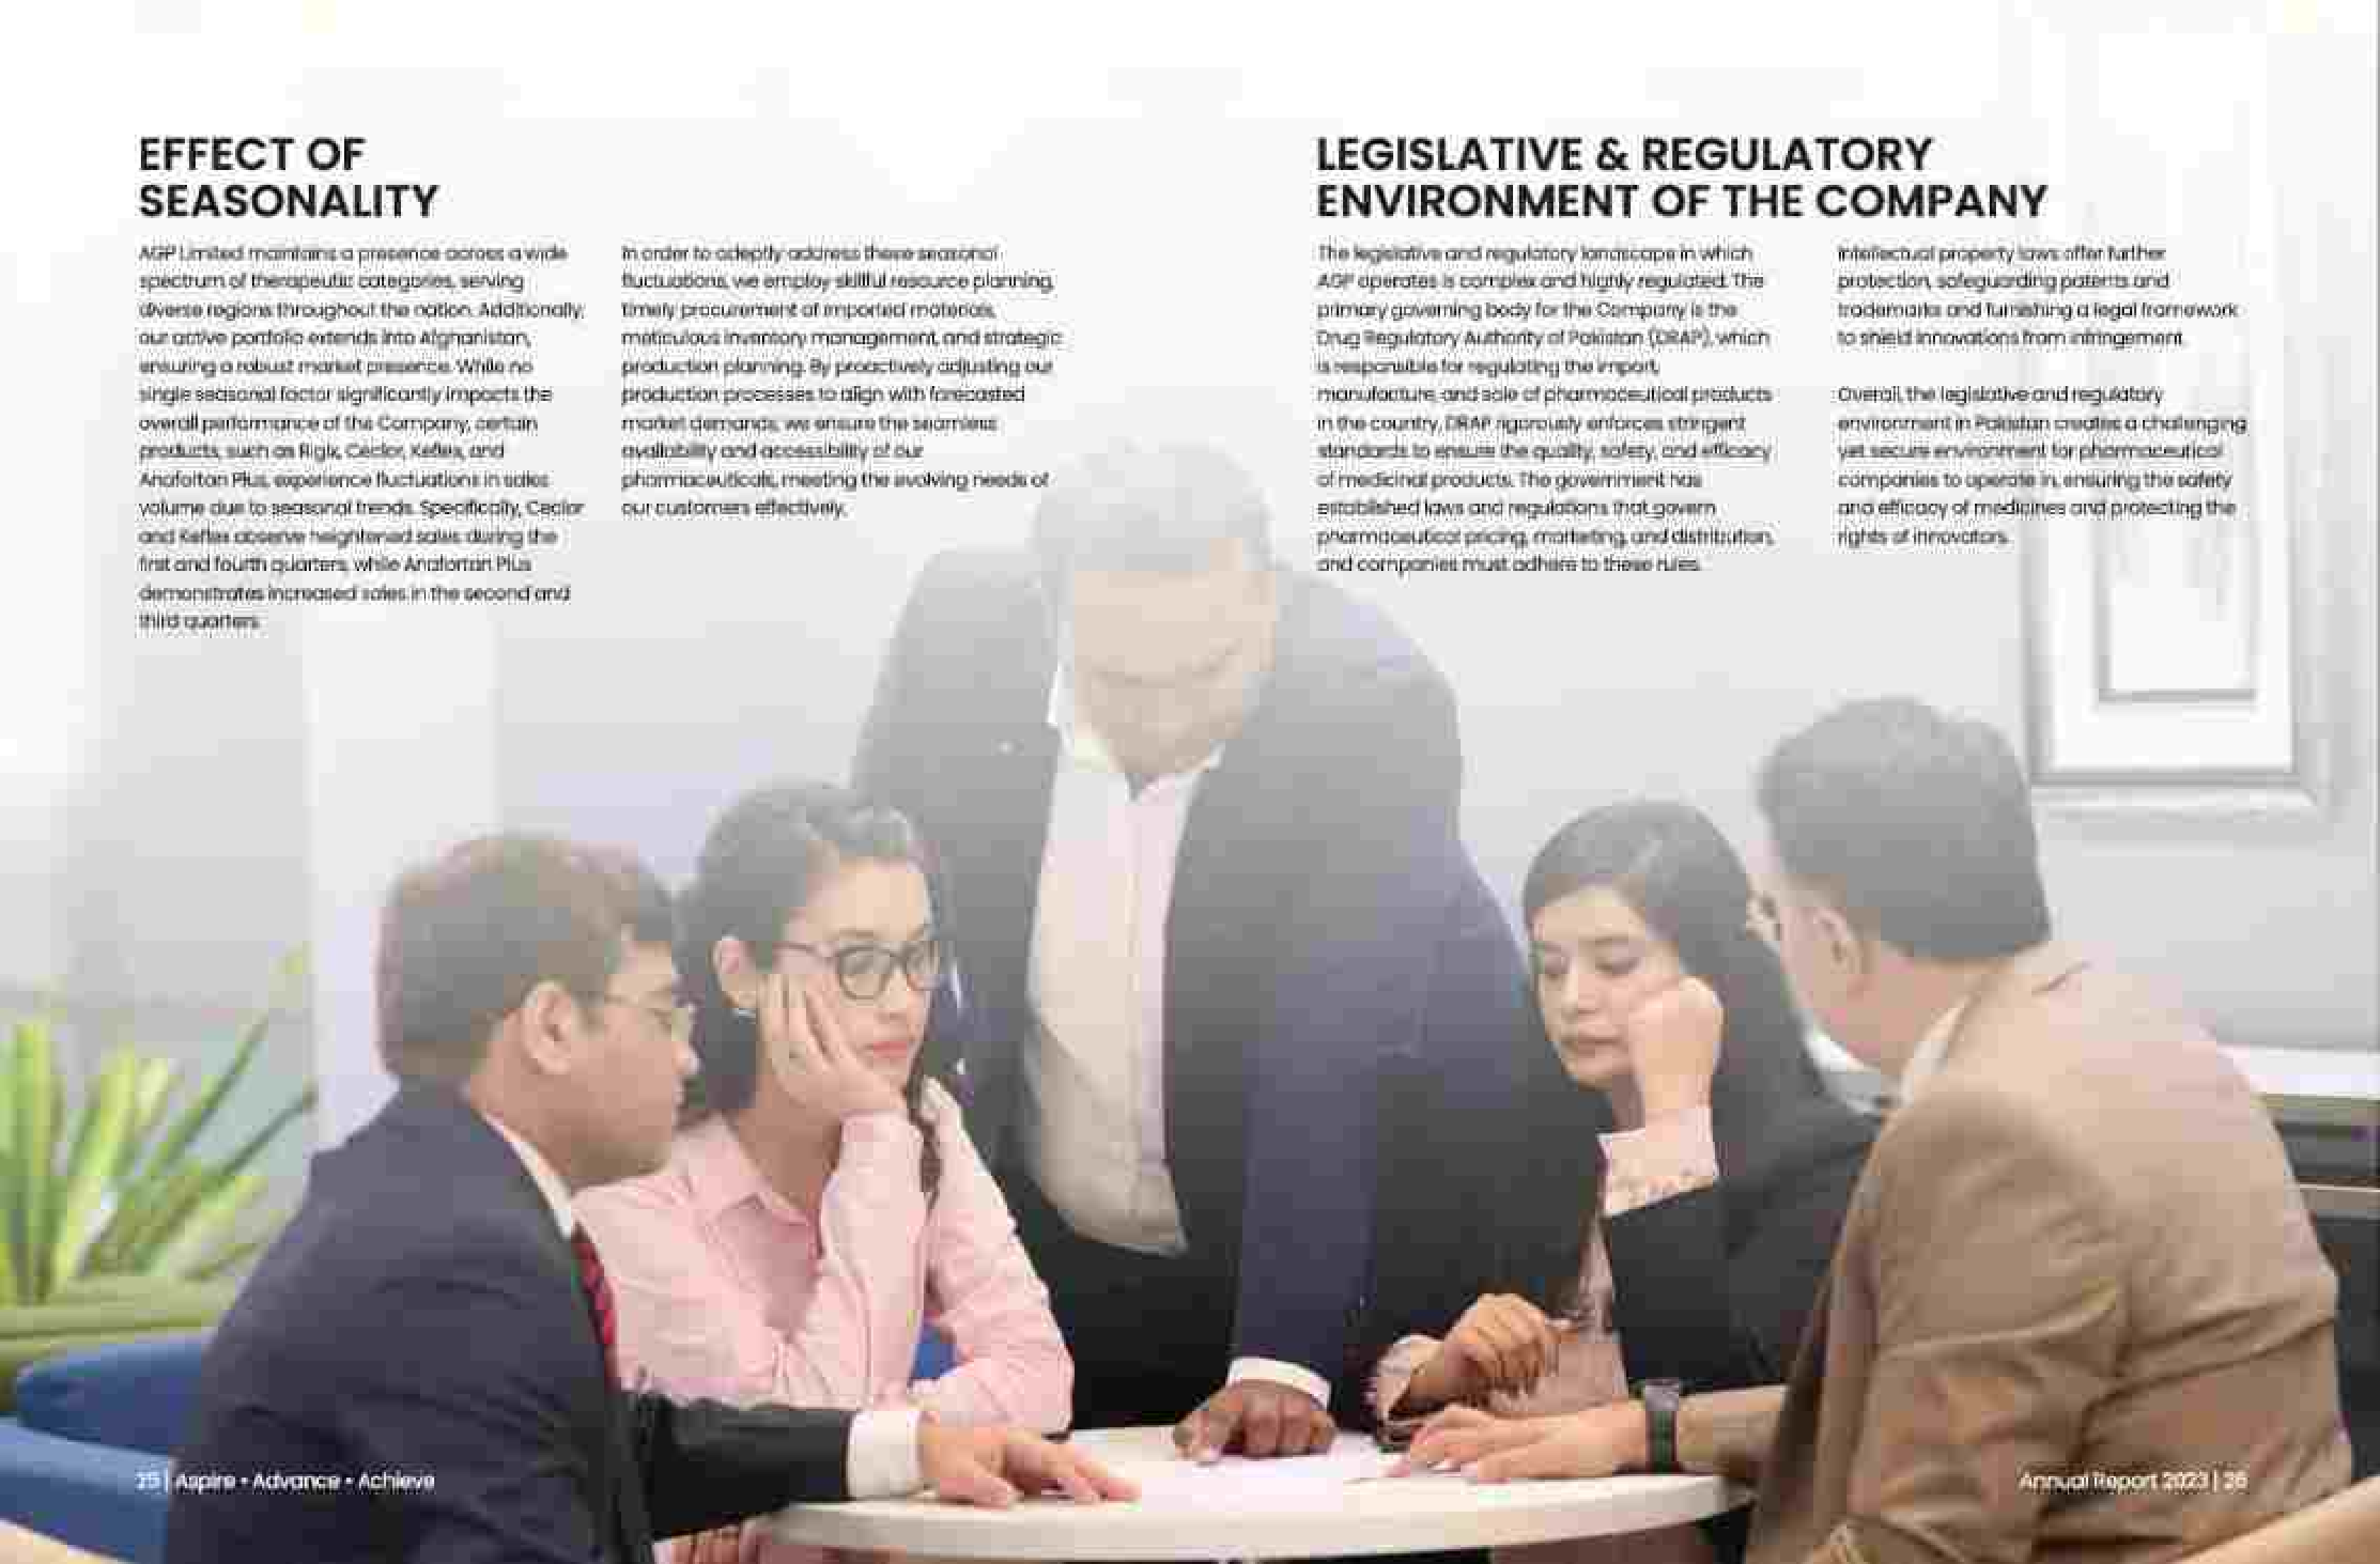 EFFECT OF
SEASONALITY
AGP Limited maintains a presence across a wide
spectrum of therapeutic categories, serving
diverse regions throughout the nation. Additionally,
our active portfolio extends into Afghanistan,
ensuring a robust market presence. While no
single seasonal factor significantly impacts the
overall performance of the Company, certain
products, such as Rigix, Ceclor, Keflex, and
Anafortan Plus, experience fluctuations in sales
volume due to seasonal trends. Specifically, Ceclor
and Keflex observe heightened sales during the
first and fourth quarters, while Anafortan Plus
demonstrates increased sales in the second and
third quarters.
In order to adeptly address these seasonal
fluctuations, we employ skillful resource planning,
timely procurement of imported materials,
meticulous inventory management, and strategic
production planning. By proactively adjusting our
production processes to align with forecasted
market demands, we ensure the seamless
availability and accessibility of our
pharmaceuticals, meeting the evolving needs of
our customers effectively.
LEGISLATIVE & REGULATORY
ENVIRONMENT OF THE COMPANY
The legislative and regulatory landscape in which
AGP operates is complex and highly regulated. The
primary governing body for the Company is the
Drug Regulatory Authority of Pakistan (DRAP), which
is responsible for regulating the import,
manufacture, and sale of pharmaceutical products
in the country, DRAP rigorously enforces stringent
standards to ensure the quality, safety, and efficacy
of medicinal products. The government has
established laws and regulations that govern
pharmaceutical pricing, marketing, and distribution,
and companies must adhere to these rules.
Intellectual property laws offer further
protection, safeguarding patents and
trademarks and furnishing a legal framework
to shield innovations from infringement.
Overall, the legislative and regulatory
environment in Pakistan creates a challenging
yet secure environment for pharmaceutical
companies to operate in, ensuring the safety
and efficacy of medicines and protecting the
rights of innovators.
25 | Aspire • Advance • Achieve
Annual Report 2023 | 26